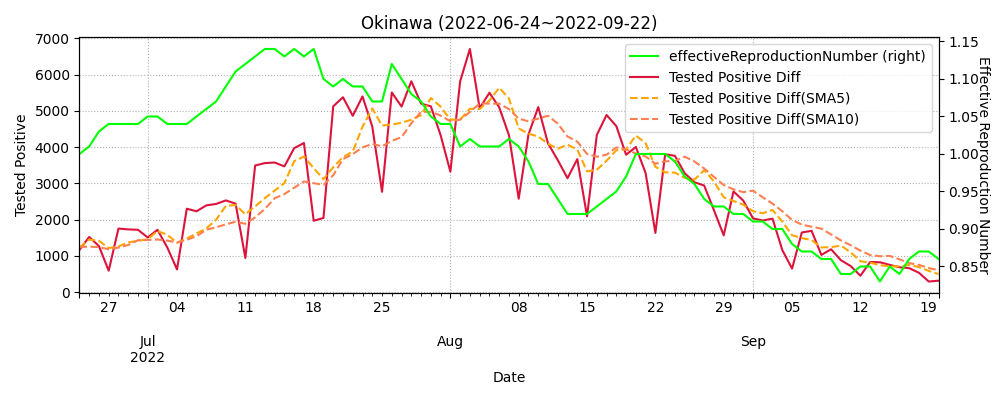 Okinawa (2022-06-24~2022-09-22)
effectiveReproductionNumber (right)
Tested Positive Diff
Tested Positive Diff(SMA5)
Tested Positive Diff(SMA10)
Tested Positive
7000
6000
5000
4000
3000
2000
1000
0
1.15
1.10
1.05
1.00
0.95
0.90
0.85
Effective Reproduction Number
27 04 11 18 25 08 15 22 29 05 12 19
Jul Aug Sep
2022
Date